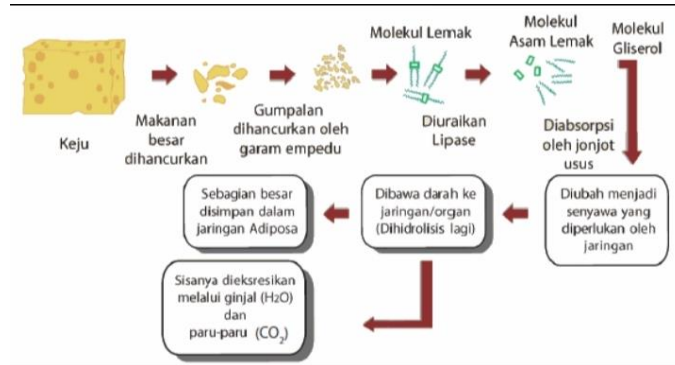 Keju
Makanan
besar
dihancurkan
Gumpalan
dihancurkan oleh
garam empedu
Molekul Lemak
Diuraikan
Lipase
Molekul
Asam Lemak
Molekul
Gliserol
Diabsorpsi
oleh jonjot
usus
Diubah menjadi
senyawa yang
diperlukan oleh
jaringan
Dibawa darah ke
jaringan/organ
(Dihidrolisis lagi)
Sebagian besar
disimpan dalam
jaringan Adiposa
Sisanya dieksresikan
melalui ginjal (H2O)
dan
paru-paru (CO₂)